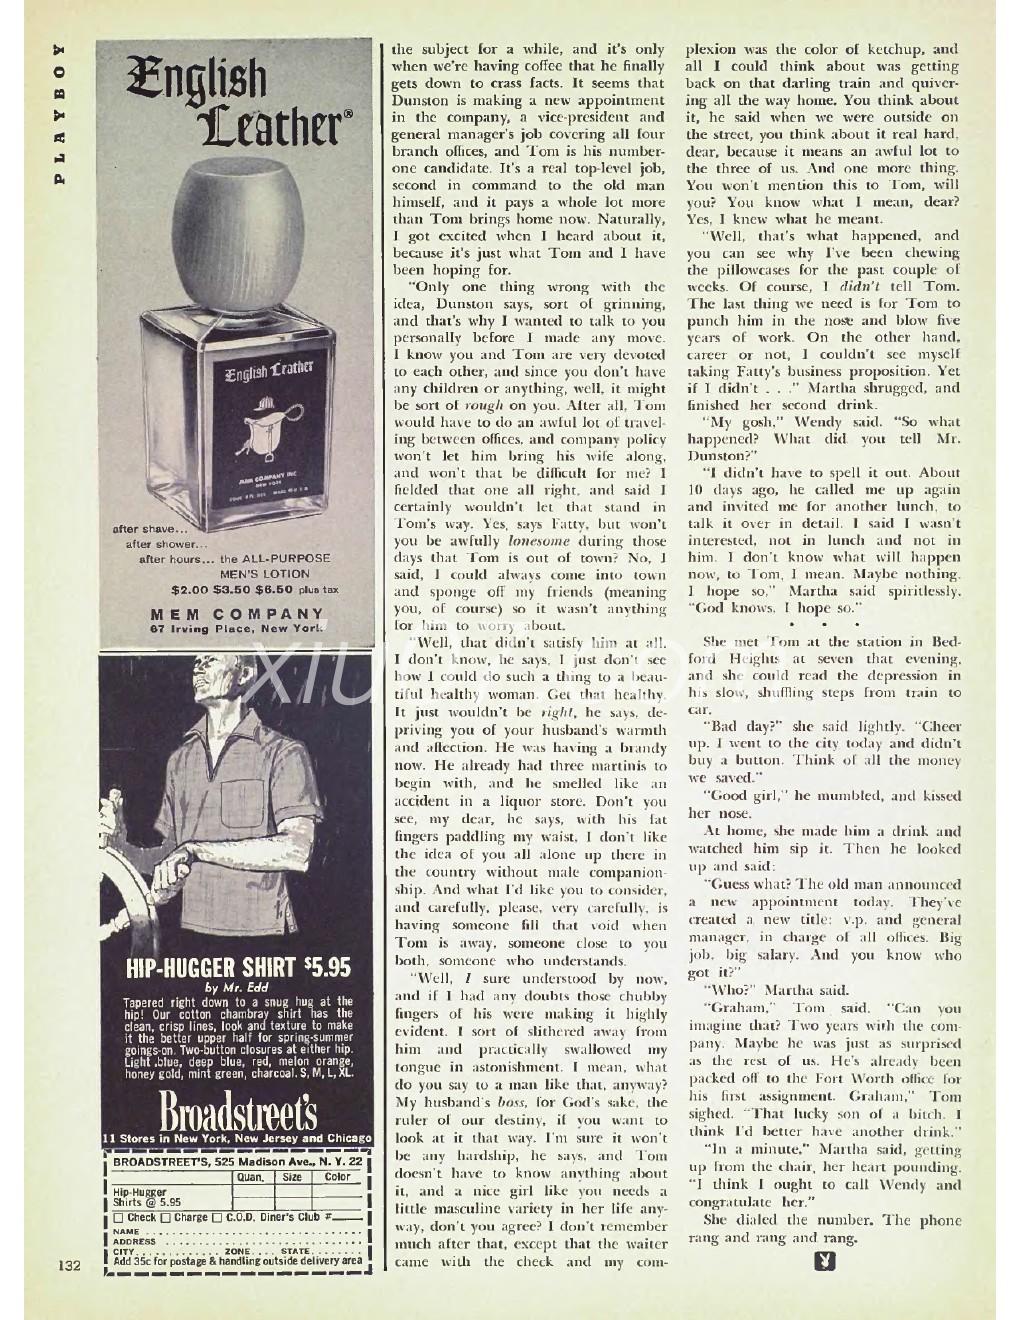 PLAYBOY
English
Leather®
English Leather
MEM COMPANY INC
NEW YORK
after shave...
after shower...
after hours... the ALL-PURPOSE
MEN'S LOTION
$2.00 $3.50 $6.50 plus tax
MEM COMPANY
67 Irving Place, New York
HIP-HUGGER SHIRT $5.95
by Mr. Edd
Tapered right down to a snug hug at the
hip! Our cotton chambray shirt has the
clean, crisp lines, look and texture to make
it the better upper half for spring-summer
goings-on. Two-button closures at either hip.
Light blue, deep blue, red, melon orange,
honey gold, mint green, charcoal. S, M, L, XL.
Broadstreet's
11 Stores in New York, New Jersey and Chicago
BROADSTREET'S, 525 Madison Ave., N. Y. 22
Quan. Size Color
Hip-Hugger
Shirts @ 5.95
☐ Check ☐ Charge ☐ C.O.D. Diner's Club #
NAME
ADDRESS
CITY ZONE STATE
Add 35c for postage & handling outside delivery area
the subject for a while, and it's only
when we're having coffee that he finally
gets down to crass facts. It seems that
Dunston is making a new appointment
in the company, a vice-president and
general manager's job covering all four
branch offices, and Tom is his number-
one candidate. It's a real top-level job,
second in command to the old man
himself, and it pays a whole lot more
than Tom brings home now. Naturally,
I got excited when I heard about it,
because it's just what Tom and I have
been hoping for.
"Only one thing wrong with the
idea, Dunston says, sort of grinning,
and that's why I wanted to talk to you
personally before I made any move.
I know you and Tom are very devoted
to each other, and since you don't have
any children or anything, well, it might
be sort of rough on you. After all, Tom
would have to do an awful lot of travel-
ing between offices, and company policy
won't let him bring his wife along,
and won't that be difficult for me? I
fielded that one all right, and said I
certainly wouldn't let that stand in
Tom's way. Yes, says Fatty, but won't
you be awfully lonesome during those
days that Tom is out of town? No, I
said, I could always come into town
and sponge off my friends (meaning
you, of course) so it wasn't anything
for him to worry about.
"Well, that didn't satisfy him at all.
I don't know, he says, I just don't see
how I could do such a thing to a beau-
tiful healthy woman. Get that healthy.
It just wouldn't be right, he says, de-
priving you of your husband's warmth
and affection. He was having a brandy
now. He already had three martinis to
begin with, and he smelled like an
accident in a liquor store. Don't you
see, my dear, he says, with his fat
fingers paddling my waist, I don't like
the idea of you all alone up there in
the country without male companion-
ship. And what I'd like you to consider,
and carefully, please, very carefully, is
having someone fill that void when
Tom is away, someone close to you
both, someone who understands.
"Well, I sure understood by now,
and if I had any doubts those chubby
fingers of his were making it highly
evident. I sort of slithered away from
him and practically swallowed my
tongue in astonishment. I mean, what
do you say to a man like that, anyway?
My husband's boss, for God's sake, the
ruler of our destiny, if you want to
look at it that way. I'm sure it won't
be any hardship, he says, and Tom
doesn't have to know anything about
it, and a nice girl like you needs a
little masculine variety in her life any-
way, don't you agree? I don't remember
much after that, except that the waiter
came with the check and my com-
plexion was the color of ketchup, and
all I could think about was getting
back on that darling train and quiver-
ing all the way home. You think about
it, he said when we were outside on
the street, you think about it real hard,
dear, because it means an awful lot to
the three of us. And one more thing.
You won't mention this to Tom, will
you? You know what I mean, dear?
Yes, I knew what he meant.
"Well, that's what happened, and
you can see why I've been chewing
the pillowcases for the past couple of
weeks. Of course, I didn't tell Tom.
The last thing we need is for Tom to
punch him in the nose and blow five
years of work. On the other hand,
career or not, I couldn't see myself
taking Fatty's business proposition. Yet
if I didn't . . ." Martha shrugged, and
finished her second drink.
"My gosh," Wendy said. "So what
happened? What did you tell Mr.
Dunston?"
"I didn't have to spell it out. About
10 days ago, he called me up again
and invited me for another lunch, to
talk it over in detail. I said I wasn't
interested, not in lunch and not in
him. I don't know what will happen
now, to Tom, I mean. Maybe nothing.
I hope so," Martha said spiritlessly.
"God knows, I hope so."
• • •
She met Tom at the station in Bed-
ford Heights at seven that evening,
and she could read the depression in
his slow, shuffling steps from train to
car.
"Bad day?" she said lightly. "Cheer
up. I went to the city today and didn't
buy a button. Think of all the money
we saved."
"Good girl," he mumbled, and kissed
her nose.
At home, she made him a drink and
watched him sip it. Then he looked
up and said:
"Guess what? The old man announced
a new appointment today. They've
created a new title: v.p. and general
manager, in charge of all offices. Big
job, big salary. And you know who
got it?"
"Who?" Martha said.
"Graham," Tom said. "Can you
imagine that? Two years with the com-
pany. Maybe he was just as surprised
as the rest of us. He's already been
packed off to the Fort Worth office for
his first assignment. Graham," Tom
sighed. "That lucky son of a bitch. I
think I'd better have another drink."
"In a minute," Martha said, getting
up from the chair, her heart pounding.
"I think I ought to call Wendy and
congratulate her."
She dialed the number. The phone
rang and rang and rang.
132